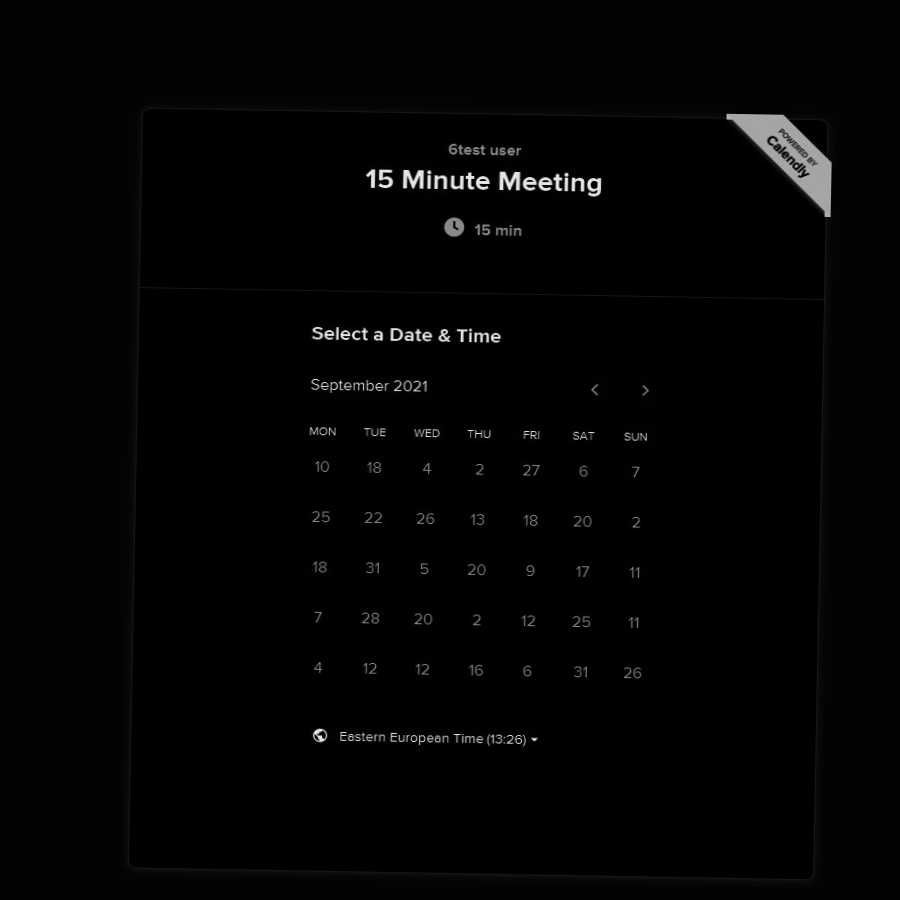 POWERED BY
Calendly
6test user
15 Minute Meeting
15 min
Select a Date & Time
September 2021
MON TUE WED THU FRI SAT SUN
10 18 4 2 27 6 7
25 22 26 13 18 20 2
18 31 5 20 9 17 11
7 28 20 2 12 25 11
4 12 12 16 6 31 26
Eastern European Time (13:26)